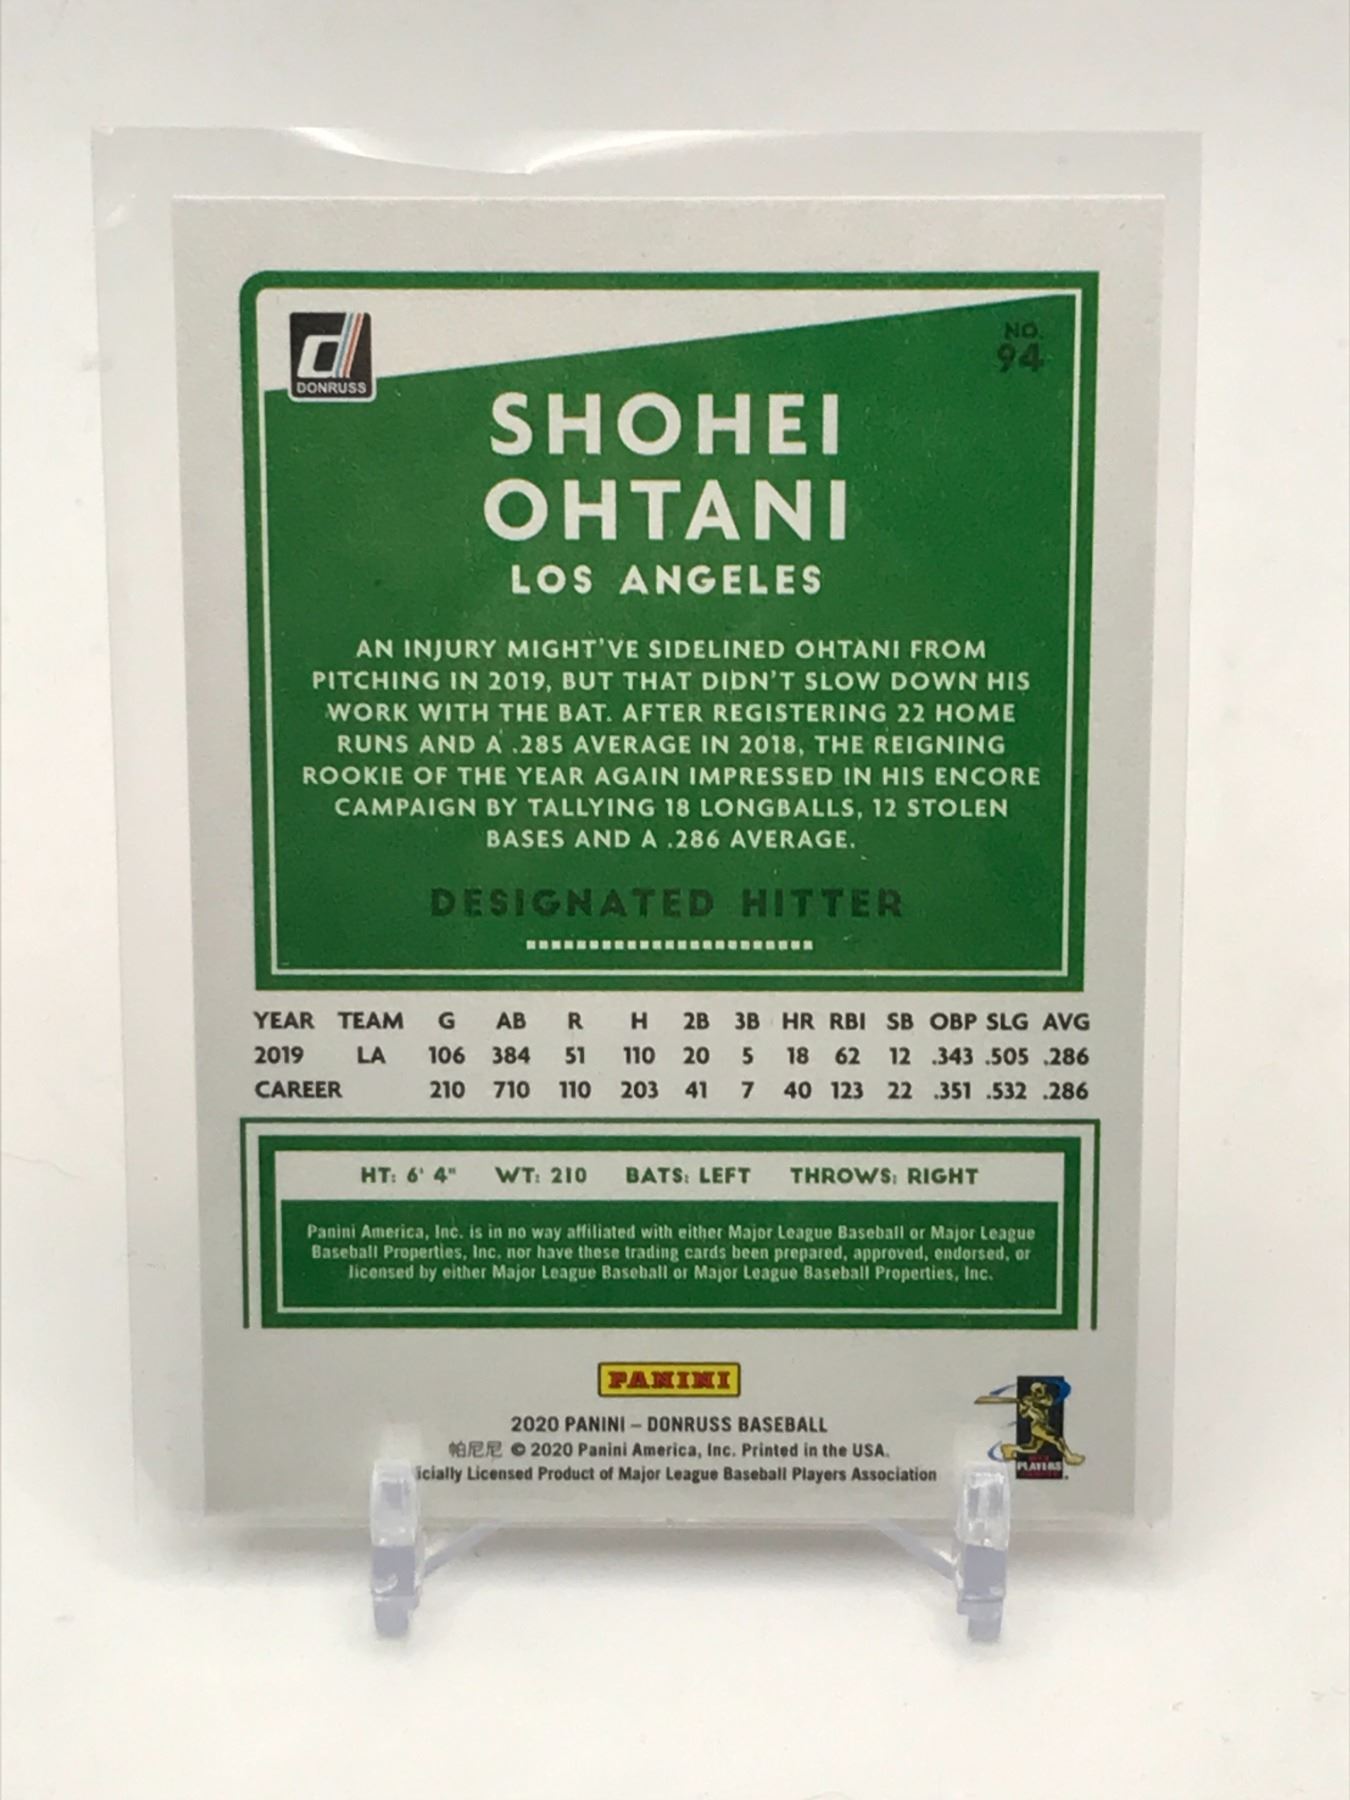 DONRUSS
NO.
94
SHOHEI
OHTANI
LOS ANGELES
AN INJURY MIGHT'VE SIDELINED OHTANI FROM
PITCHING IN 2019, BUT THAT DIDN'T SLOW DOWN HIS
WORK WITH THE BAT. AFTER REGISTERING 22 HOME
RUNS AND A .285 AVERAGE IN 2018, THE REIGNING
ROOKIE OF THE YEAR AGAIN IMPRESSED IN HIS ENCORE
CAMPAIGN BY TALLYING 18 LONGBALLS, 12 STOLEN
BASES AND A .286 AVERAGE.
DESIGNATED HITTER
YEAR TEAM G AB R H 2B 3B HR RBI SB OBP SLG AVG
2019 LA 106 384 51 110 20 5 18 62 12 .343 .505 .286
CAREER 210 710 110 203 41 7 40 123 22 .351 .532 .286
HT: 6' 4" WT: 210 BATS: LEFT THROWS: RIGHT
Panini America, Inc. is in no way affiliated with either Major League Baseball or Major League
Baseball Properties, Inc. nor have these trading cards been prepared, approved, endorsed, or
licensed by either Major League Baseball or Major League Baseball Properties, Inc.
PANINI
2020 PANINI – DONRUSS BASEBALL
帕尼尼 © 2020 Panini America, Inc. Printed in the USA.
icially Licensed Product of Major League Baseball Players Association
PLAYERS